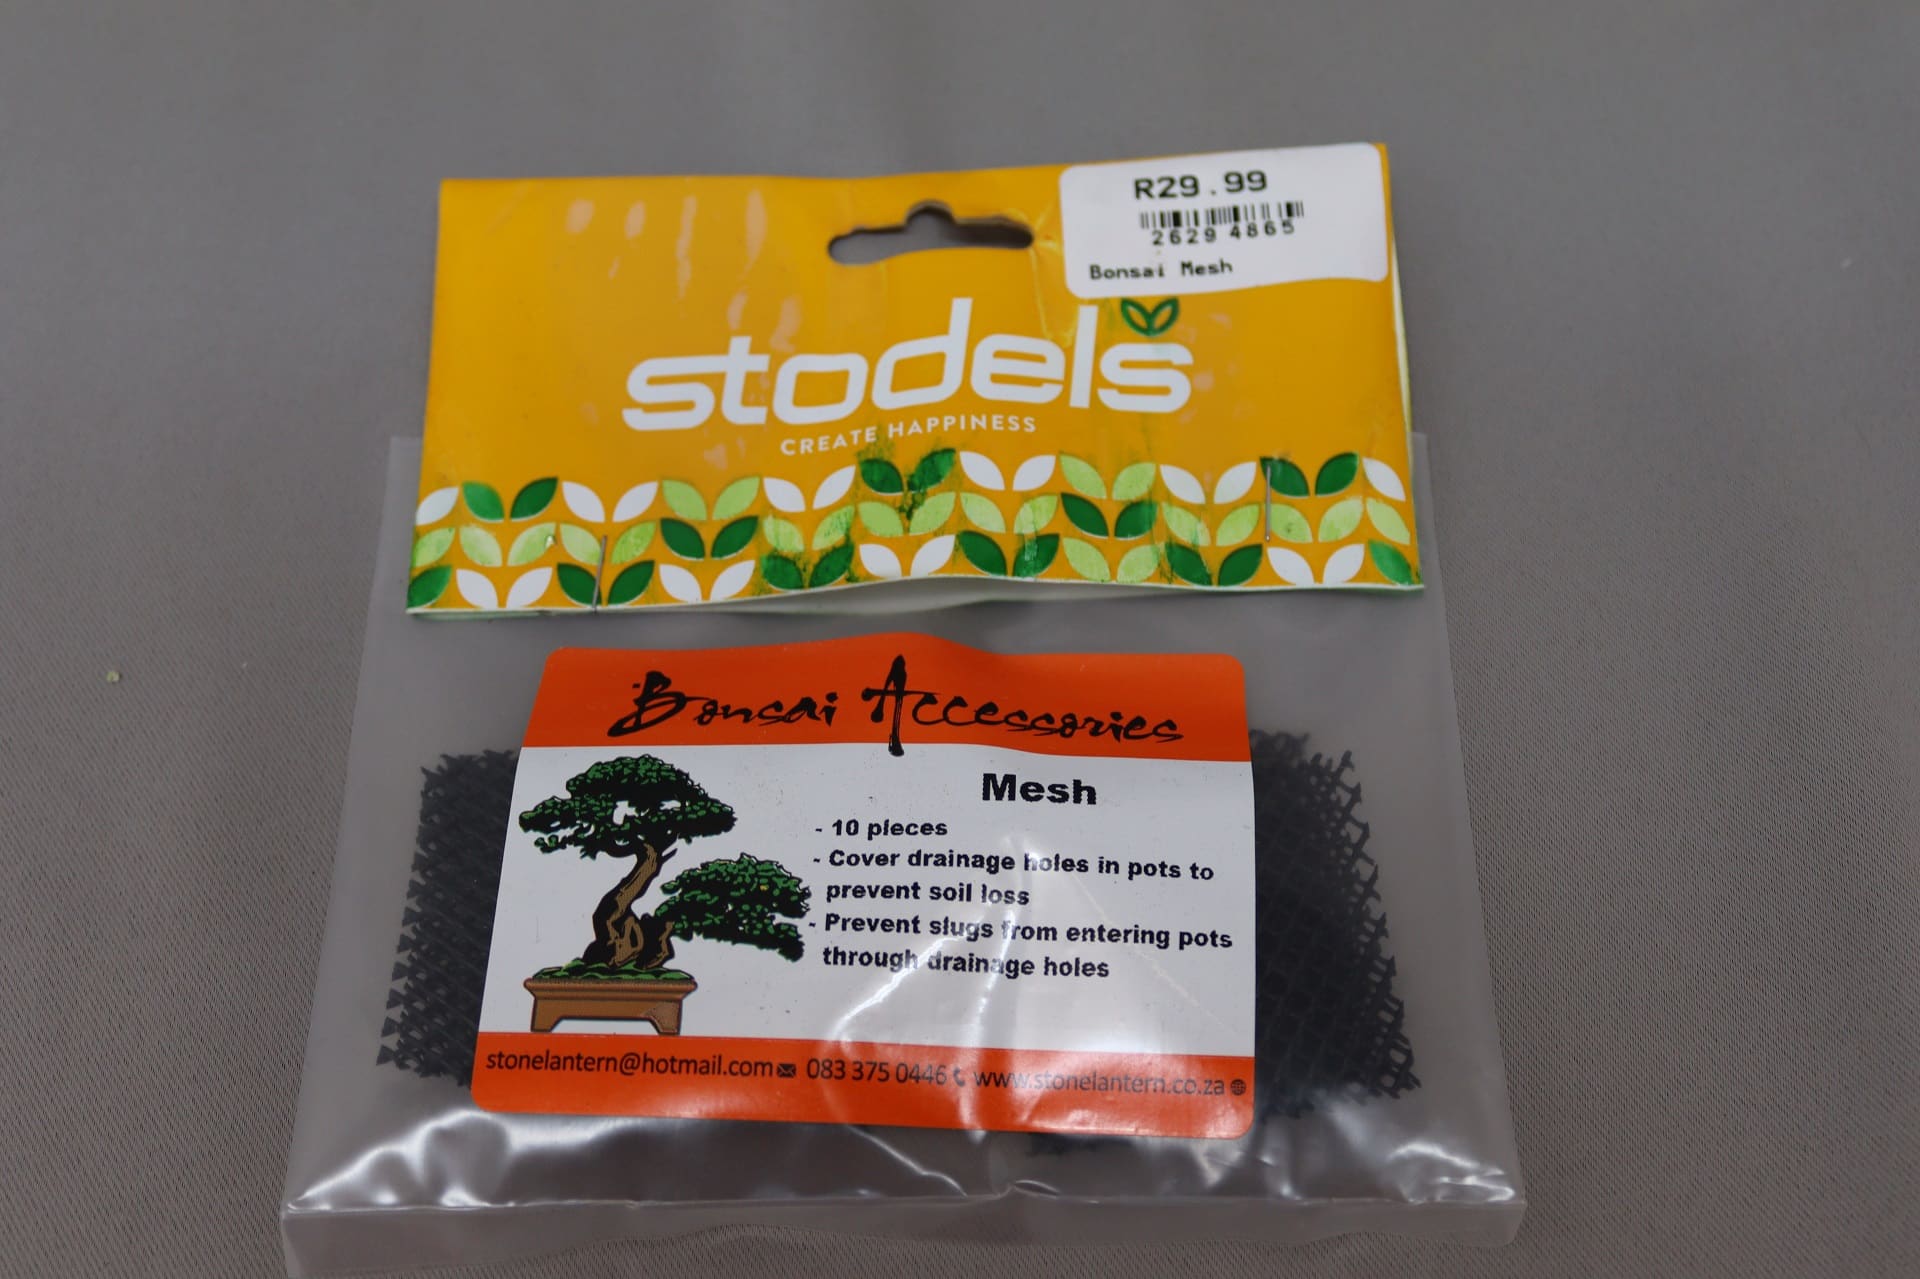 R29.99
2629 4865
Bonsai Mesh
stodels
CREATE HAPPINESS
Bonsai Accessories
Mesh
- 10 pieces
- Cover drainage holes in pots to
prevent soil loss
- Prevent slugs from entering pots
through drainage holes
stonelantern@hotmail.com 083 375 0446 www.stonelantern.co.za